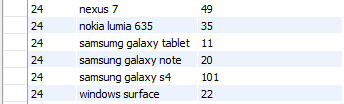 24 nexus 7 49
24 nokia lumia 635 35
24 samsumg galaxy tablet 11
24 samsung galaxy note 20
24 samsung galaxy s4 101
24 windows surface 22